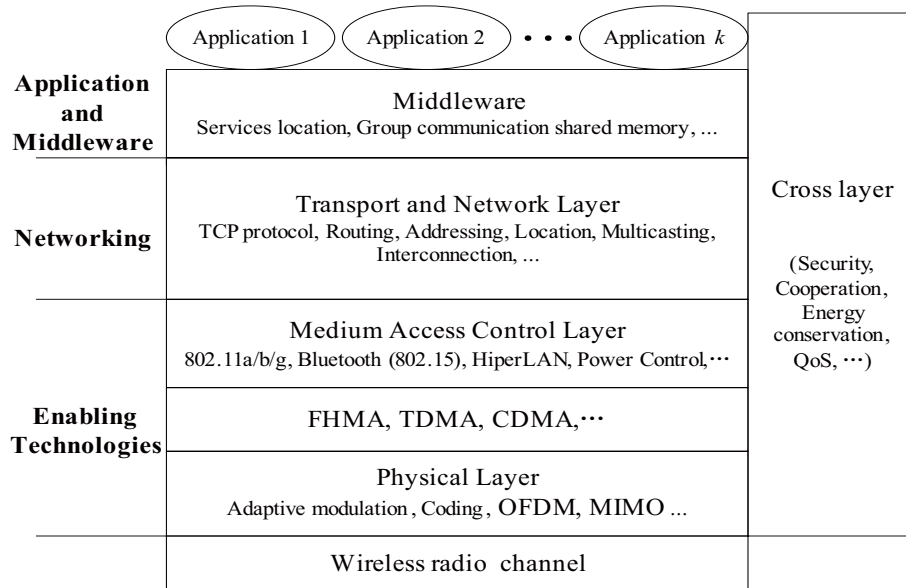 Application 1
Application 2
• • •
Application k
Application
and
Middleware
Middleware
Services location, Group communication shared memory, ...
Networking
Transport and Network Layer
TCP protocol, Routing, Addressing, Location, Multicasting,
Interconnection, ...
Enabling
Technologies
Medium Access Control Layer
802.11a/b/g, Bluetooth (802.15), HiperLAN, Power Control,···
FHMA, TDMA, CDMA,···
Physical Layer
Adaptive modulation, Coding, OFDM, MIMO ...
Wireless radio channel
Cross layer
(Security,
Cooperation,
Energy
conservation,
QoS, ···)